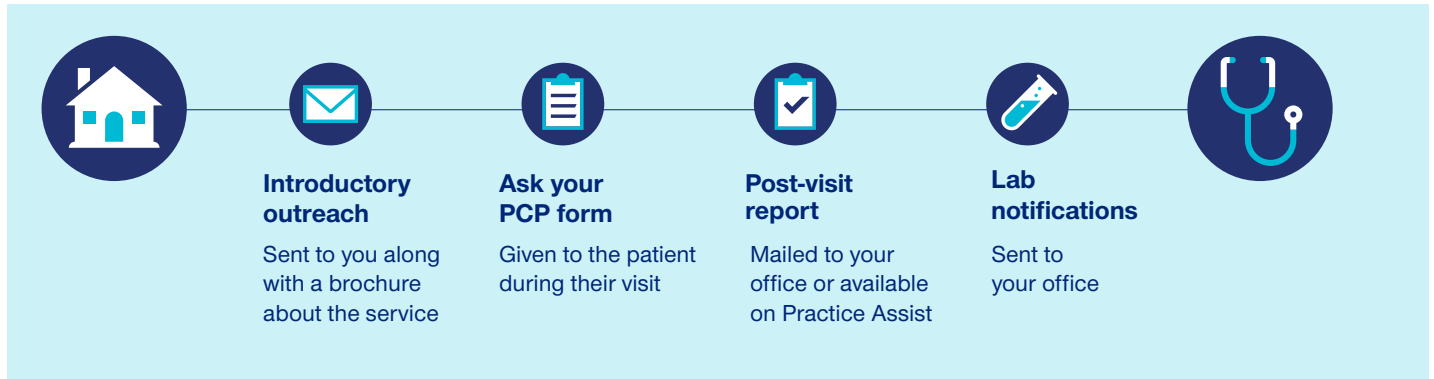 Introductory
outreach
Sent to you along
with a brochure
about the service
Ask your
PCP form
Given to the patient
during their visit
Post-visit
report
Mailed to your
office or available
on Practice Assist
Lab
notifications
Sent to
your office